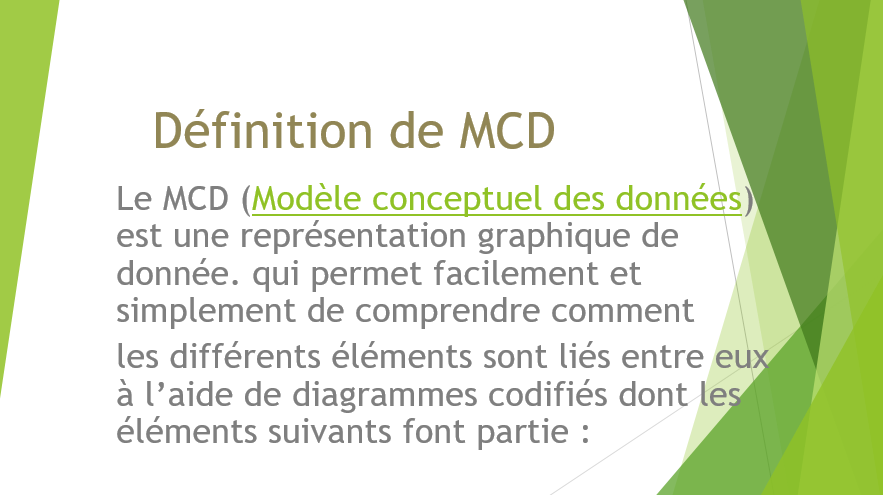 Définition de MCD
Le MCD (Modèle conceptuel des données)
est une représentation graphique de
donnée. qui permet facilement et
simplement de comprendre comment
les différents éléments sont liés entre eux
à l’aide de diagrammes codifiés dont les
éléments suivants font partie :